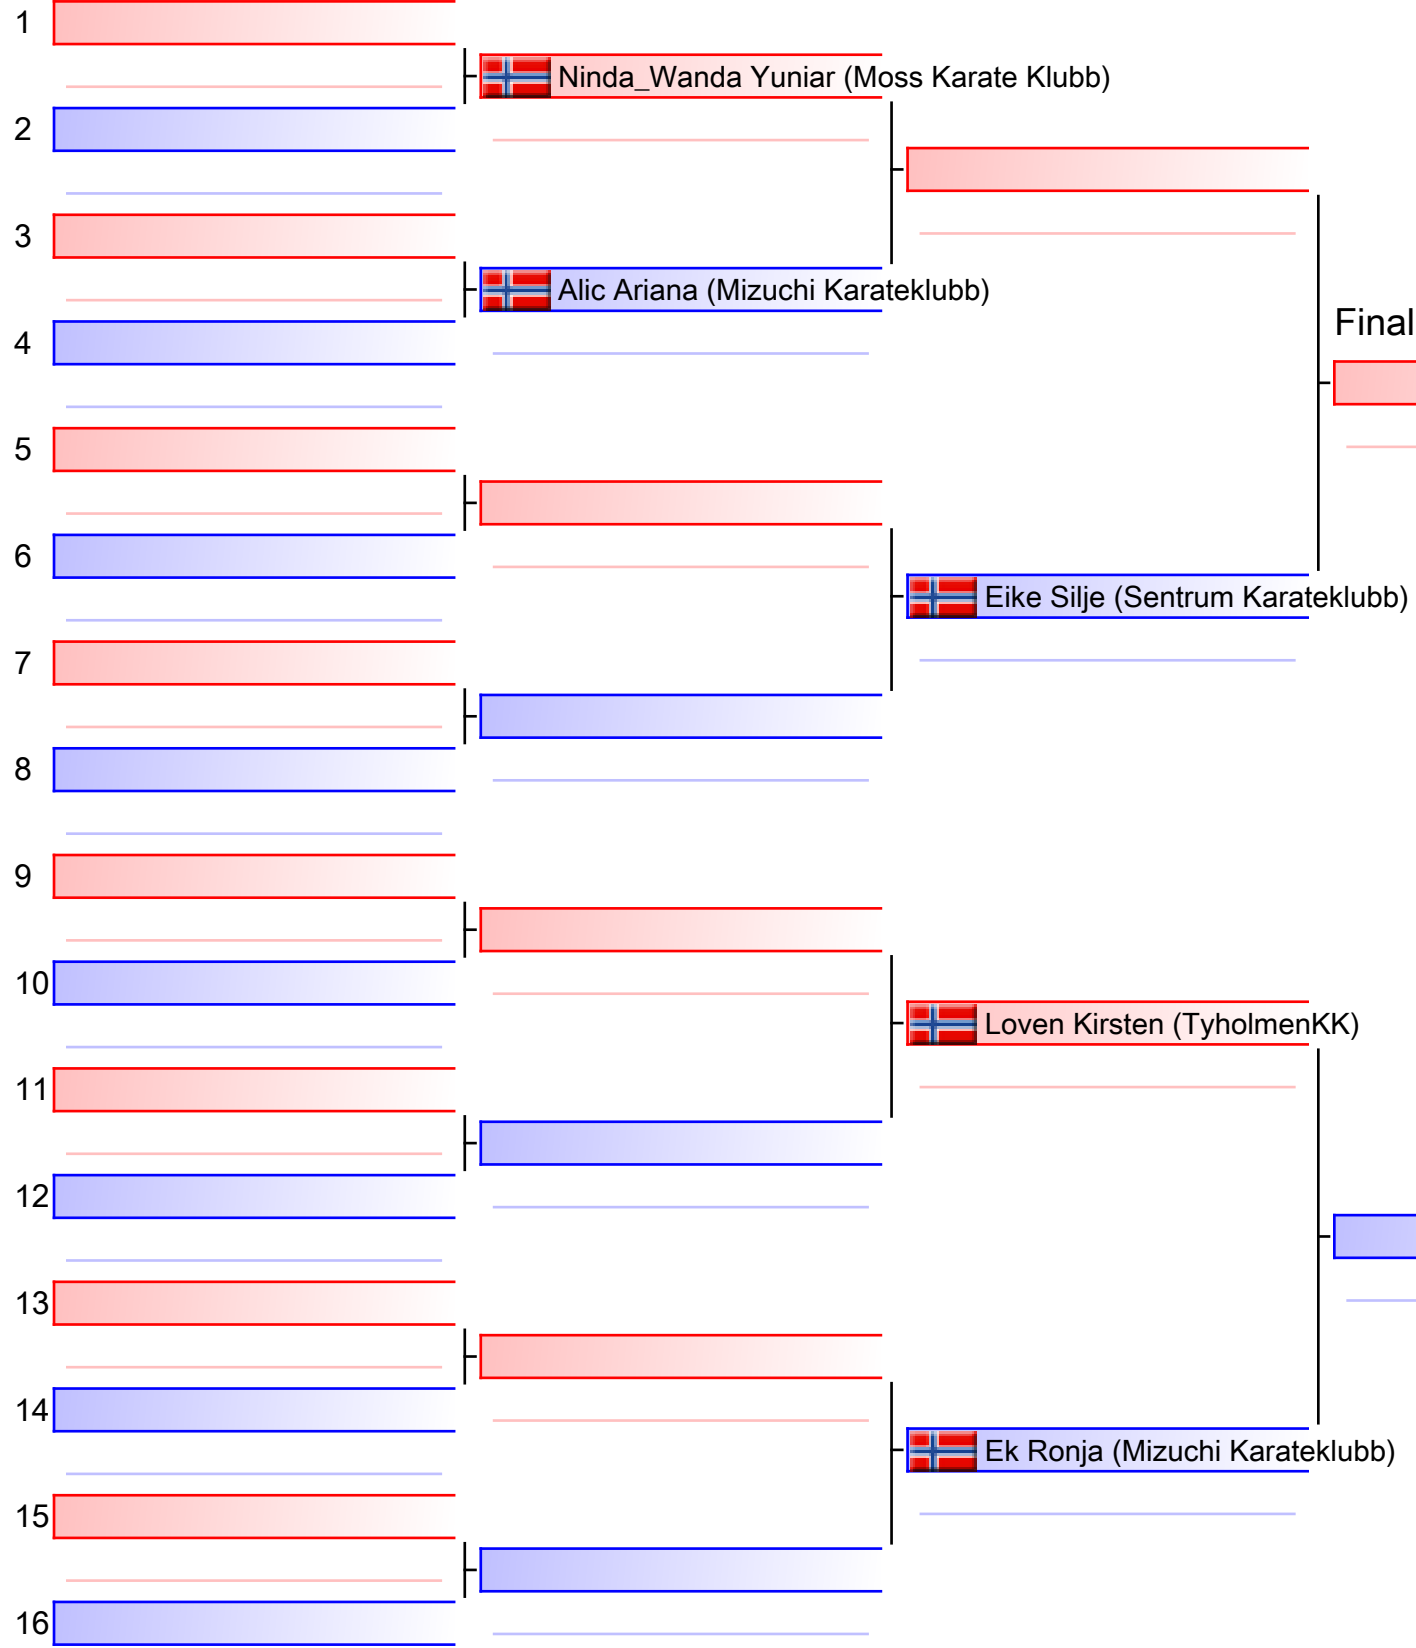 1
Ninda_Wanda Yuniar (Moss Karate Klubb)
2
3
Alic Ariana (Mizuchi Karateklubb)
Final
4
5
6
Eike Silje (Sentrum Karateklubb)
7
8
9
10
Loven Kirsten (TyholmenKK)
11
12
13
14
Ek Ronja (Mizuchi Karateklubb)
15
16